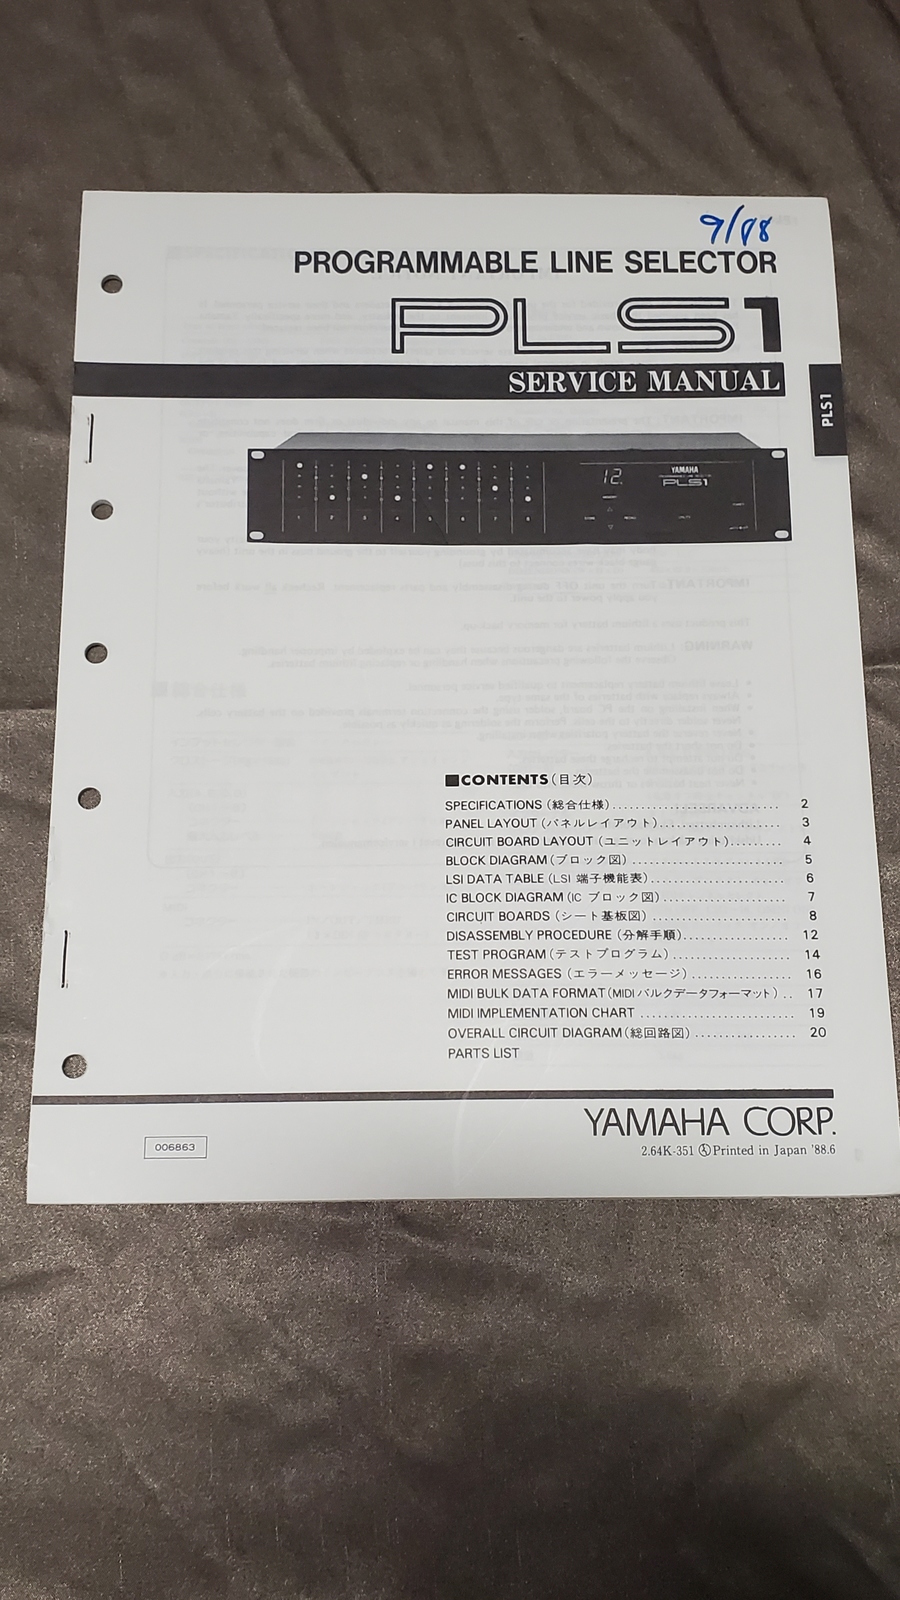 9/88
PROGRAMMABLE LINE SELECTOR
PLS1
SERVICE MANUAL
PLS1
12.
YAMAHA
PLS1
1 2 3 4 5 6 7 8
■CONTENTS(目次)
SPECIFICATIONS (総合仕様)............................ 2
PANEL LAYOUT (パネルレイアウト)..................... 3
CIRCUIT BOARD LAYOUT (ユニットレイアウト)......... 4
BLOCK DIAGRAM (ブロック図) .......................... 5
LSI DATA TABLE (LSI 端子機能表)....................... 6
IC BLOCK DIAGRAM (IC ブロック図)..................... 7
CIRCUIT BOARDS (シート基板図) ....................... 8
DISASSEMBLY PROCEDURE (分解手順).................. 12
TEST PROGRAM (テストプログラム) .................... 14
ERROR MESSAGES (エラーメッセージ) ................. 16
MIDI BULK DATA FORMAT(MIDI バルクデータフォーマット) .. 17
MIDI IMPLEMENTATION CHART .......................... 19
OVERALL CIRCUIT DIAGRAM (総回路図) ................. 20
PARTS LIST
YAMAHA CORP.
006863
2.64K-351 Printed in Japan '88.6